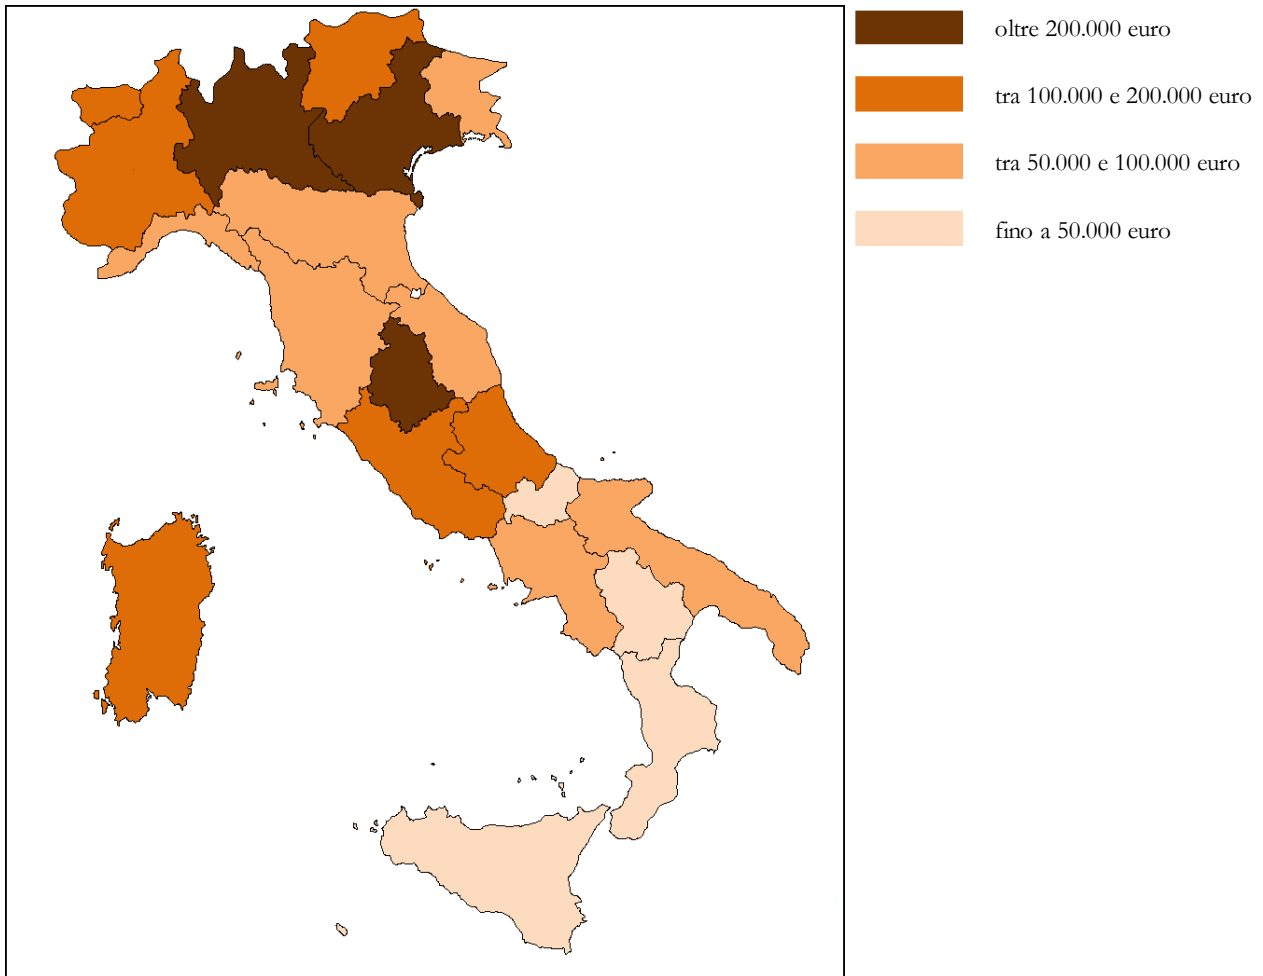 oltre 200.000 euro
tra 100.000 e 200.000 euro
tra 50.000 e 100.000 euro
fino a 50.000 euro